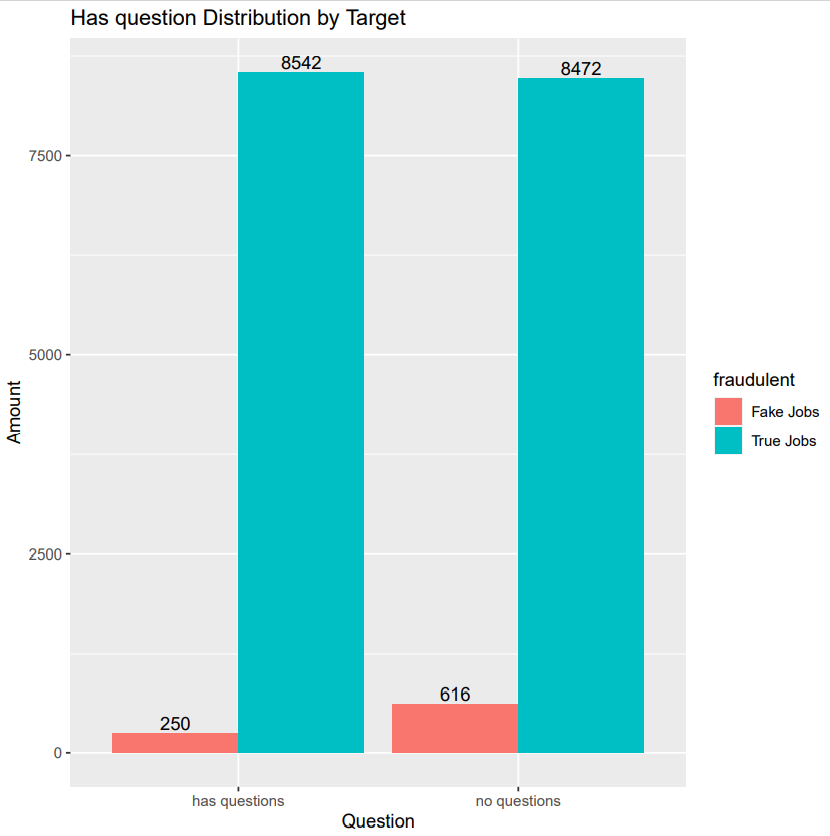 Has question Distribution by Target
8542
8472
7500
5000
2500
0
250
616
Amount
has questions
no questions
Question
fraudulent
Fake Jobs
True Jobs